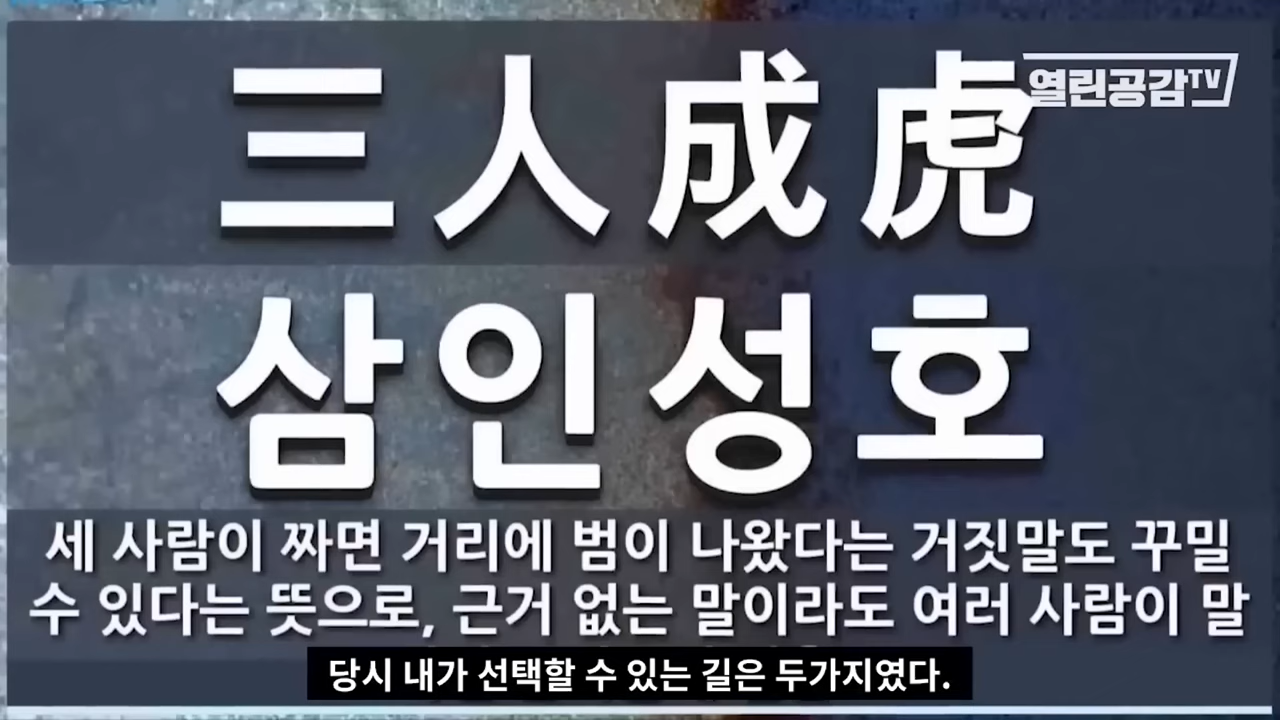 열린공감TV
三人成虎
삼인성호
세 사람이 짜면 거리에 범이 나왔다는 거짓말도 꾸밀
수 있다는 뜻으로, 근거 없는 말이라도 여러 사람이 말
당시 내가 선택할 수 있는 길은 두가지였다.